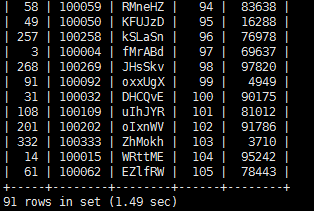 | 58 | 100059 | RMneHZ | 94 | 83638 |
| 49 | 100050 | KFUJzD | 95 | 16288 |
| 257 | 100258 | kSLaSn | 96 | 76978 |
| 3 | 100004 | fMrABd | 97 | 69637 |
| 268 | 100269 | JHsSkv | 98 | 97820 |
| 91 | 100092 | oxxUgX | 99 | 4949 |
| 31 | 100032 | DHCQvE | 100 | 90175 |
| 108 | 100109 | uIhJYR | 101 | 81012 |
| 201 | 100202 | oIxnWV | 102 | 91786 |
| 332 | 100333 | ZhMokh | 103 | 3710 |
| 14 | 100015 | WRttME | 104 | 95242 |
| 61 | 100062 | EZlfRW | 105 | 78443 |
+-----+--------+--------+------+--------+
91 rows in set (1.49 sec)